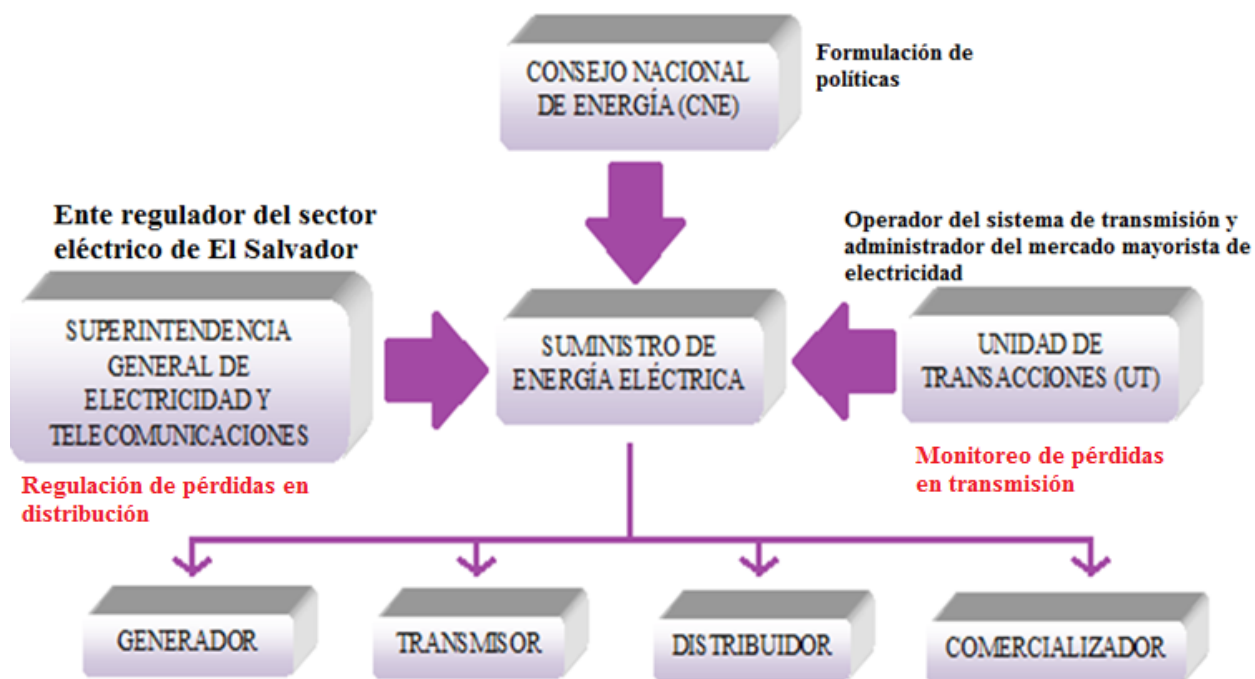 CONSEJO NACIONAL
DE ENERGÍA (CNE)
Formulación de
políticas
Ente regulador del sector
eléctrico de El Salvador
Operador del sistema de transmisión y
administrador del mercado mayorista de
electricidad
SUPERINTENDENCIA
GENERAL DE
ELECTRICIDAD Y
TELECOMUNICACIONES
SUMINISTRO DE
ENERGÍA ELÉCTRICA
UNIDAD DE
TRANSACCIONES (UT)
Regulación de pérdidas en
distribución
Monitoreo de pérdidas
en transmisión
GENERADOR
TRANSMISOR
DISTRIBUIDOR
COMERCIALIZADOR